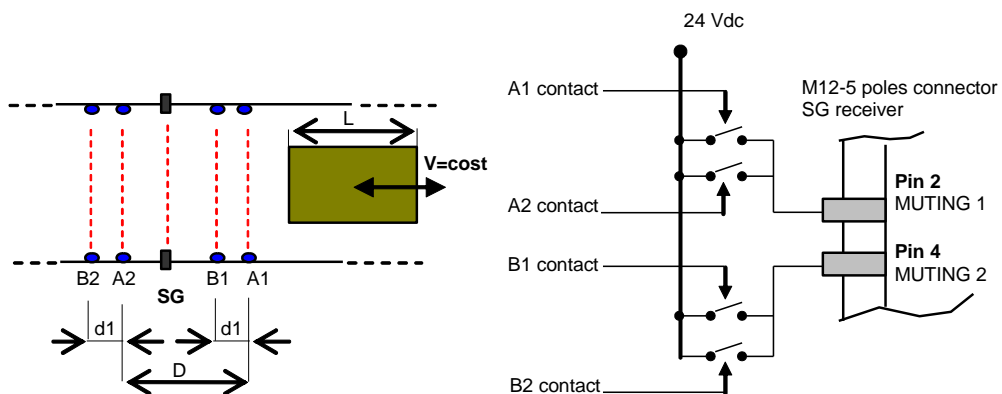 24 Vdc
A1 contact
M12-5 poles connector
SG receiver
L
V=cost
Pin 2
MUTING 1
A2 contact
Pin 4
MUTING 2
B1 contact
B2 A2 SG B1 A1
d1 d1
D
B2 contact